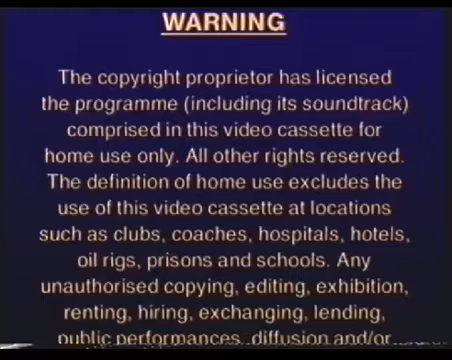 WARNING
The copyright proprietor has licensed
the programme (including its soundtrack)
comprised in this video cassette for
home use only. All other rights reserved.
The definition of home use excludes the
use of this video cassette at locations
such as clubs, coaches, hospitals, hotels,
oil rigs, prisons and schools. Any
unauthorised copying, editing, exhibition,
renting, hiring, exchanging, lending,
public performances, diffusion and/or